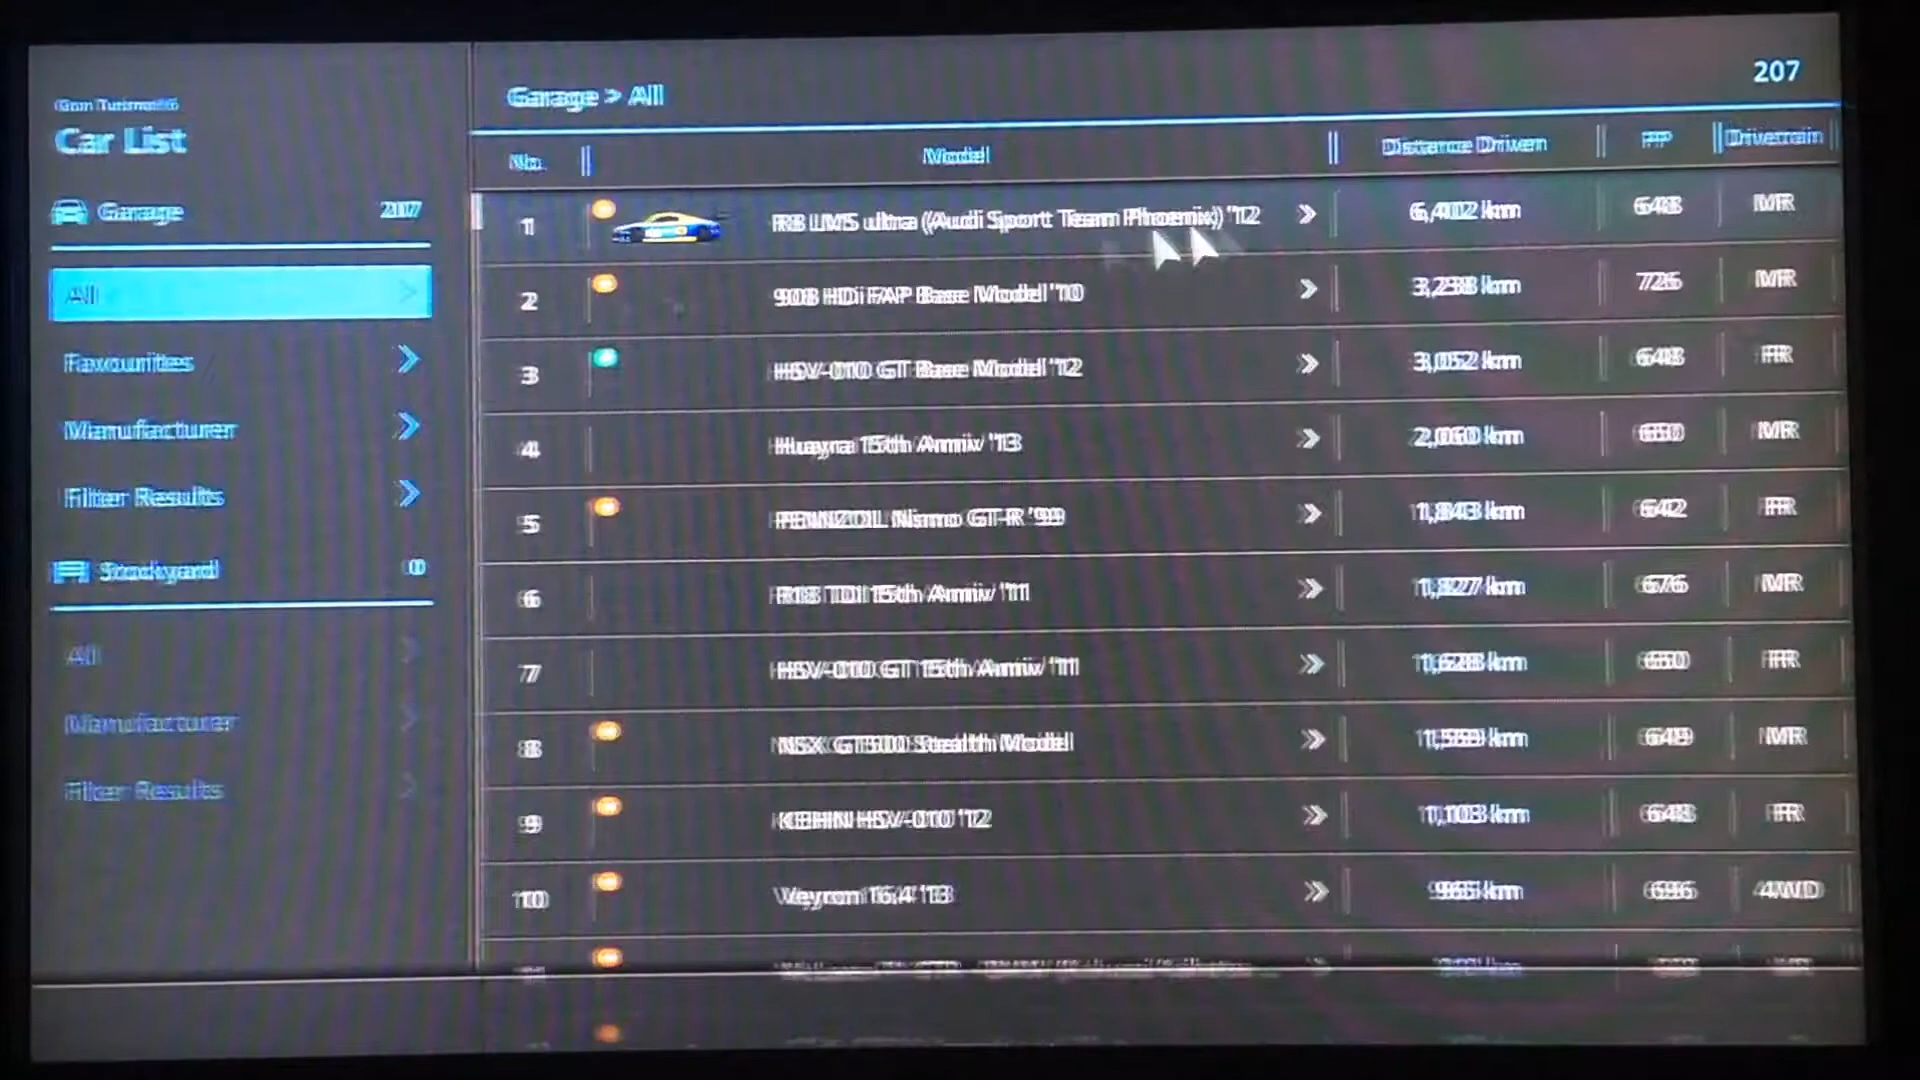 Gran Turismo 6
Car List
Garage 207
All
Favourites
Manufacturer
Filter Results
Stockyard 0
All
Manufacturer
Filter Results
Garage > All 207
No. Model Distance Driven PP Drivetrain
1 R8 LMS ultra (Audi Sport Team Phoenix) '12 6,402 km 648 MR
2 908 HDi FAP Base Model '10 3,238 km 726 MR
3 HSV-010 GT Base Model '12 3,052 km 648 FR
4 Huayra 15th Anniv '13 2,060 km 650 MR
5 PENNZOIL Nismo GT-R '99 1,843 km 642 FR
6 R18 TDI 15th Anniv '11 1,827 km 676 MR
7 HSV-010 GT 15th Anniv '11 1,628 km 650 FR
8 NSX GT500 Stealth Model 1,559 km 649 MR
9 KEIHIN HSV-010 '12 1,103 km 648 FR
10 Veyron 16.4 '13 965 km 696 4WD